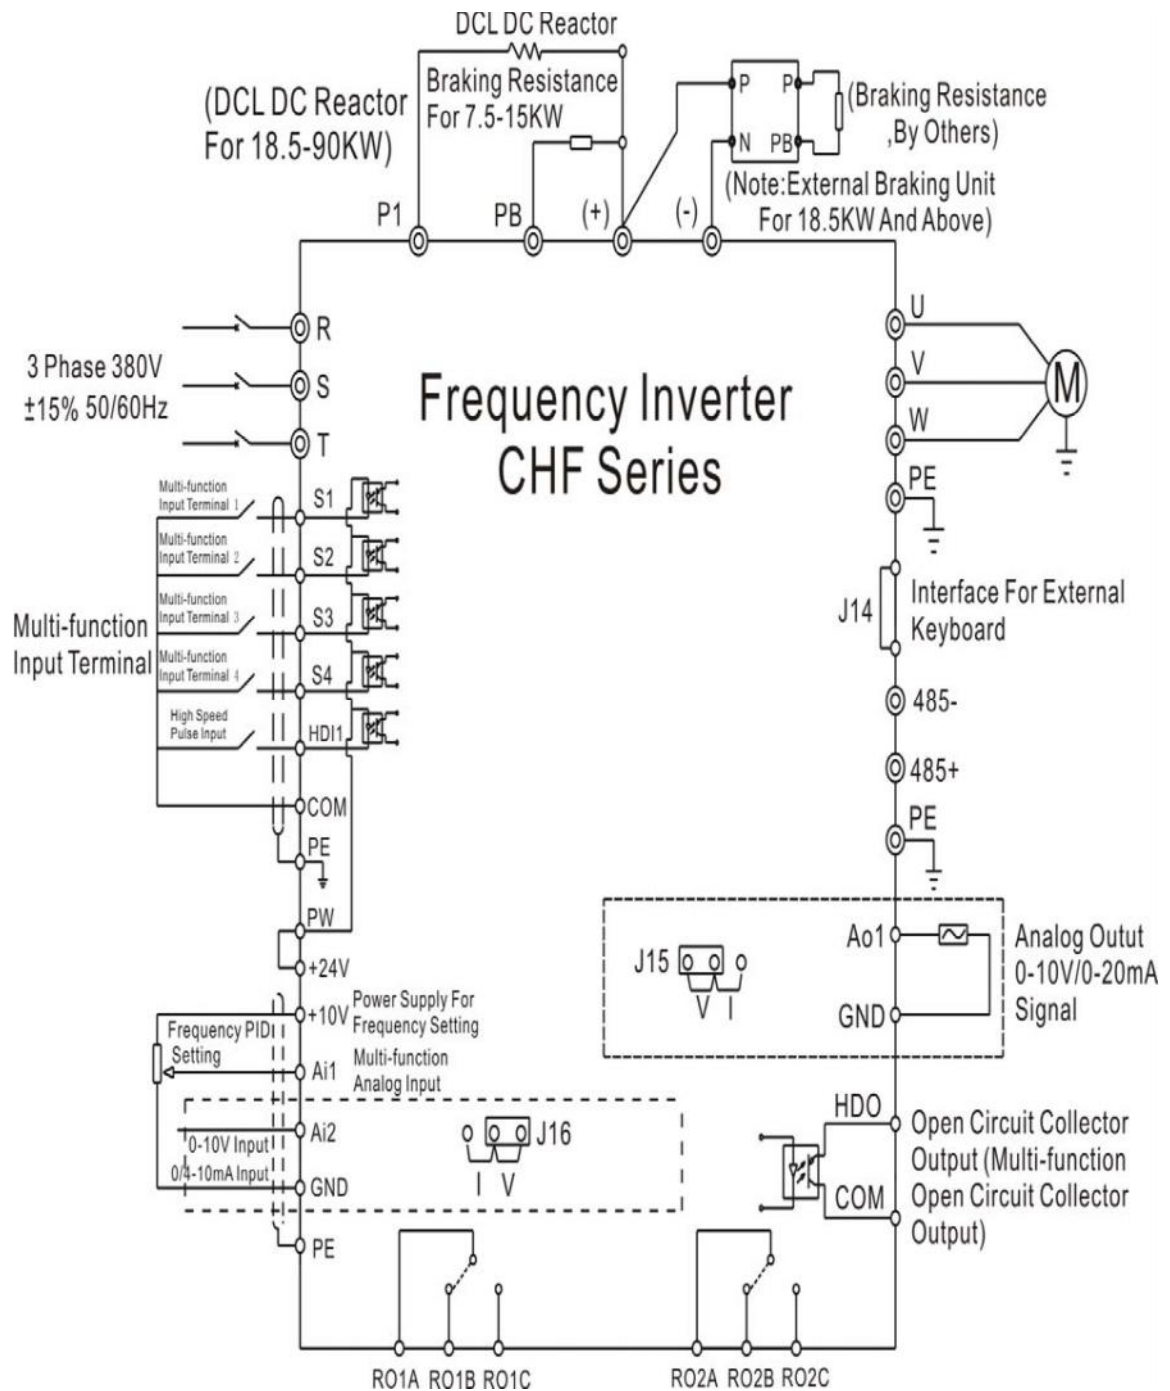 DCL DC Reactor
(DCL DC Reactor
For 18.5-90KW)
Braking Resistance
For 7.5-15KW
P
P
N
PB
(Braking Resistance
,By Others)
(Note:External Braking Unit
For 18.5KW And Above)
P1
PB
(+)
(-)
R
S
T
3 Phase 380V
±15% 50/60Hz
Frequency Inverter
CHF Series
U
V
W
M
PE
Multi-function
Input Terminal
Multi-function
Input Terminal 1
S1
Multi-function
Input Terminal 2
S2
Multi-function
Input Terminal 3
S3
Multi-function
Input Terminal 4
S4
High Speed
Pulse Input
HDI1
COM
PE
PW
+24V
J14
Interface For External
Keyboard
485-
485+
PE
+10V
Power Supply For
Frequency Setting
Frequency PID
Setting
Ai1
Multi-function
Analog Input
Ai2
0-10V Input
0/4-10mA Input
GND
PE
J16
I V
J15
V I
Ao1
GND
Analog Outut
0-10V/0-20mA
Signal
HDO
COM
Open Circuit Collector
Output (Multi-function
Open Circuit Collector
Output)
RO1A RO1B RO1C
RO2A RO2B RO2C